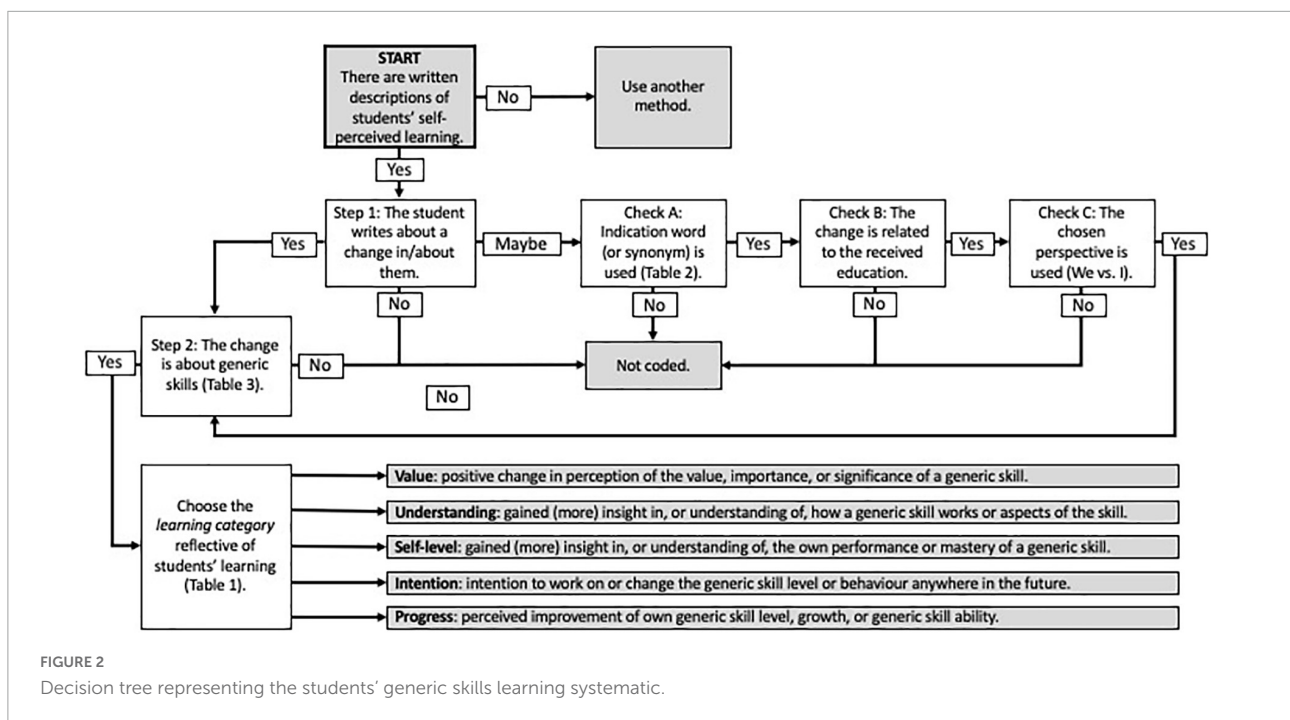 START
There are written
descriptions of
students' self-
perceived learning.
No
Use another
method.
Yes
Step 1: The student
writes about a
change in/about
them.
Yes
Maybe
Check A:
Indication word
(or synonym) is
used (Table 2).
Yes
Check B: The
change is related
to the received
education.
Yes
Check C: The
chosen
perspective is
used (We vs. I).
Yes
No
No
No
No
Yes
Step 2: The change
is about generic
skills (Table 3).
No
Not coded.
No
Choose the
learning category
reflective of
students' learning
(Table 1).
Value: positive change in perception of the value, importance, or significance of a generic skill.
Understanding: gained (more) insight in, or understanding of, how a generic skill works or aspects of the skill.
Self-level: gained (more) insight in, or understanding of, the own performance or mastery of a generic skill.
Intention: intention to work on or change the generic skill level or behaviour anywhere in the future.
Progress: perceived improvement of own generic skill level, growth, or generic skill ability.
FIGURE 2
Decision tree representing the students' generic skills learning systematic.